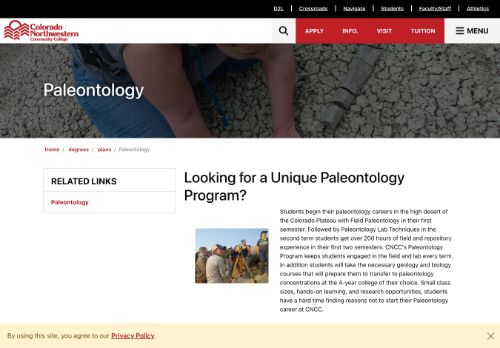 D2L | Crossroads | Navigate | Students | Faculty/Staff | Athletics
Colorado
Northwestern
Community College
APPLY INFO. VISIT TUITION MENU
Paleontology
Home / degrees / plans / Paleontology
RELATED LINKS
Paleontology
Looking for a Unique Paleontology
Program?
Students begin their paleontology careers in the high desert of
the Colorado Plateau with Field Paleontology in their first
semester. Followed by Paleontology Lab Techniques in the
second term students get over 200 hours of field and repository
experience in their first two semesters. CNCC's Paleontology
Program keeps students engaged in the field and lab every term.
In addition students will take the necessary geology and biology
courses that will prepare them to transfer to paleontology
concentrations at the 4-year college of their choice. Small class
sizes, hands-on learning, and research opportunities, students
have a hard time finding reasons not to start their Paleontology
career at CNCC.
By using this site, you agree to our Privacy Policy